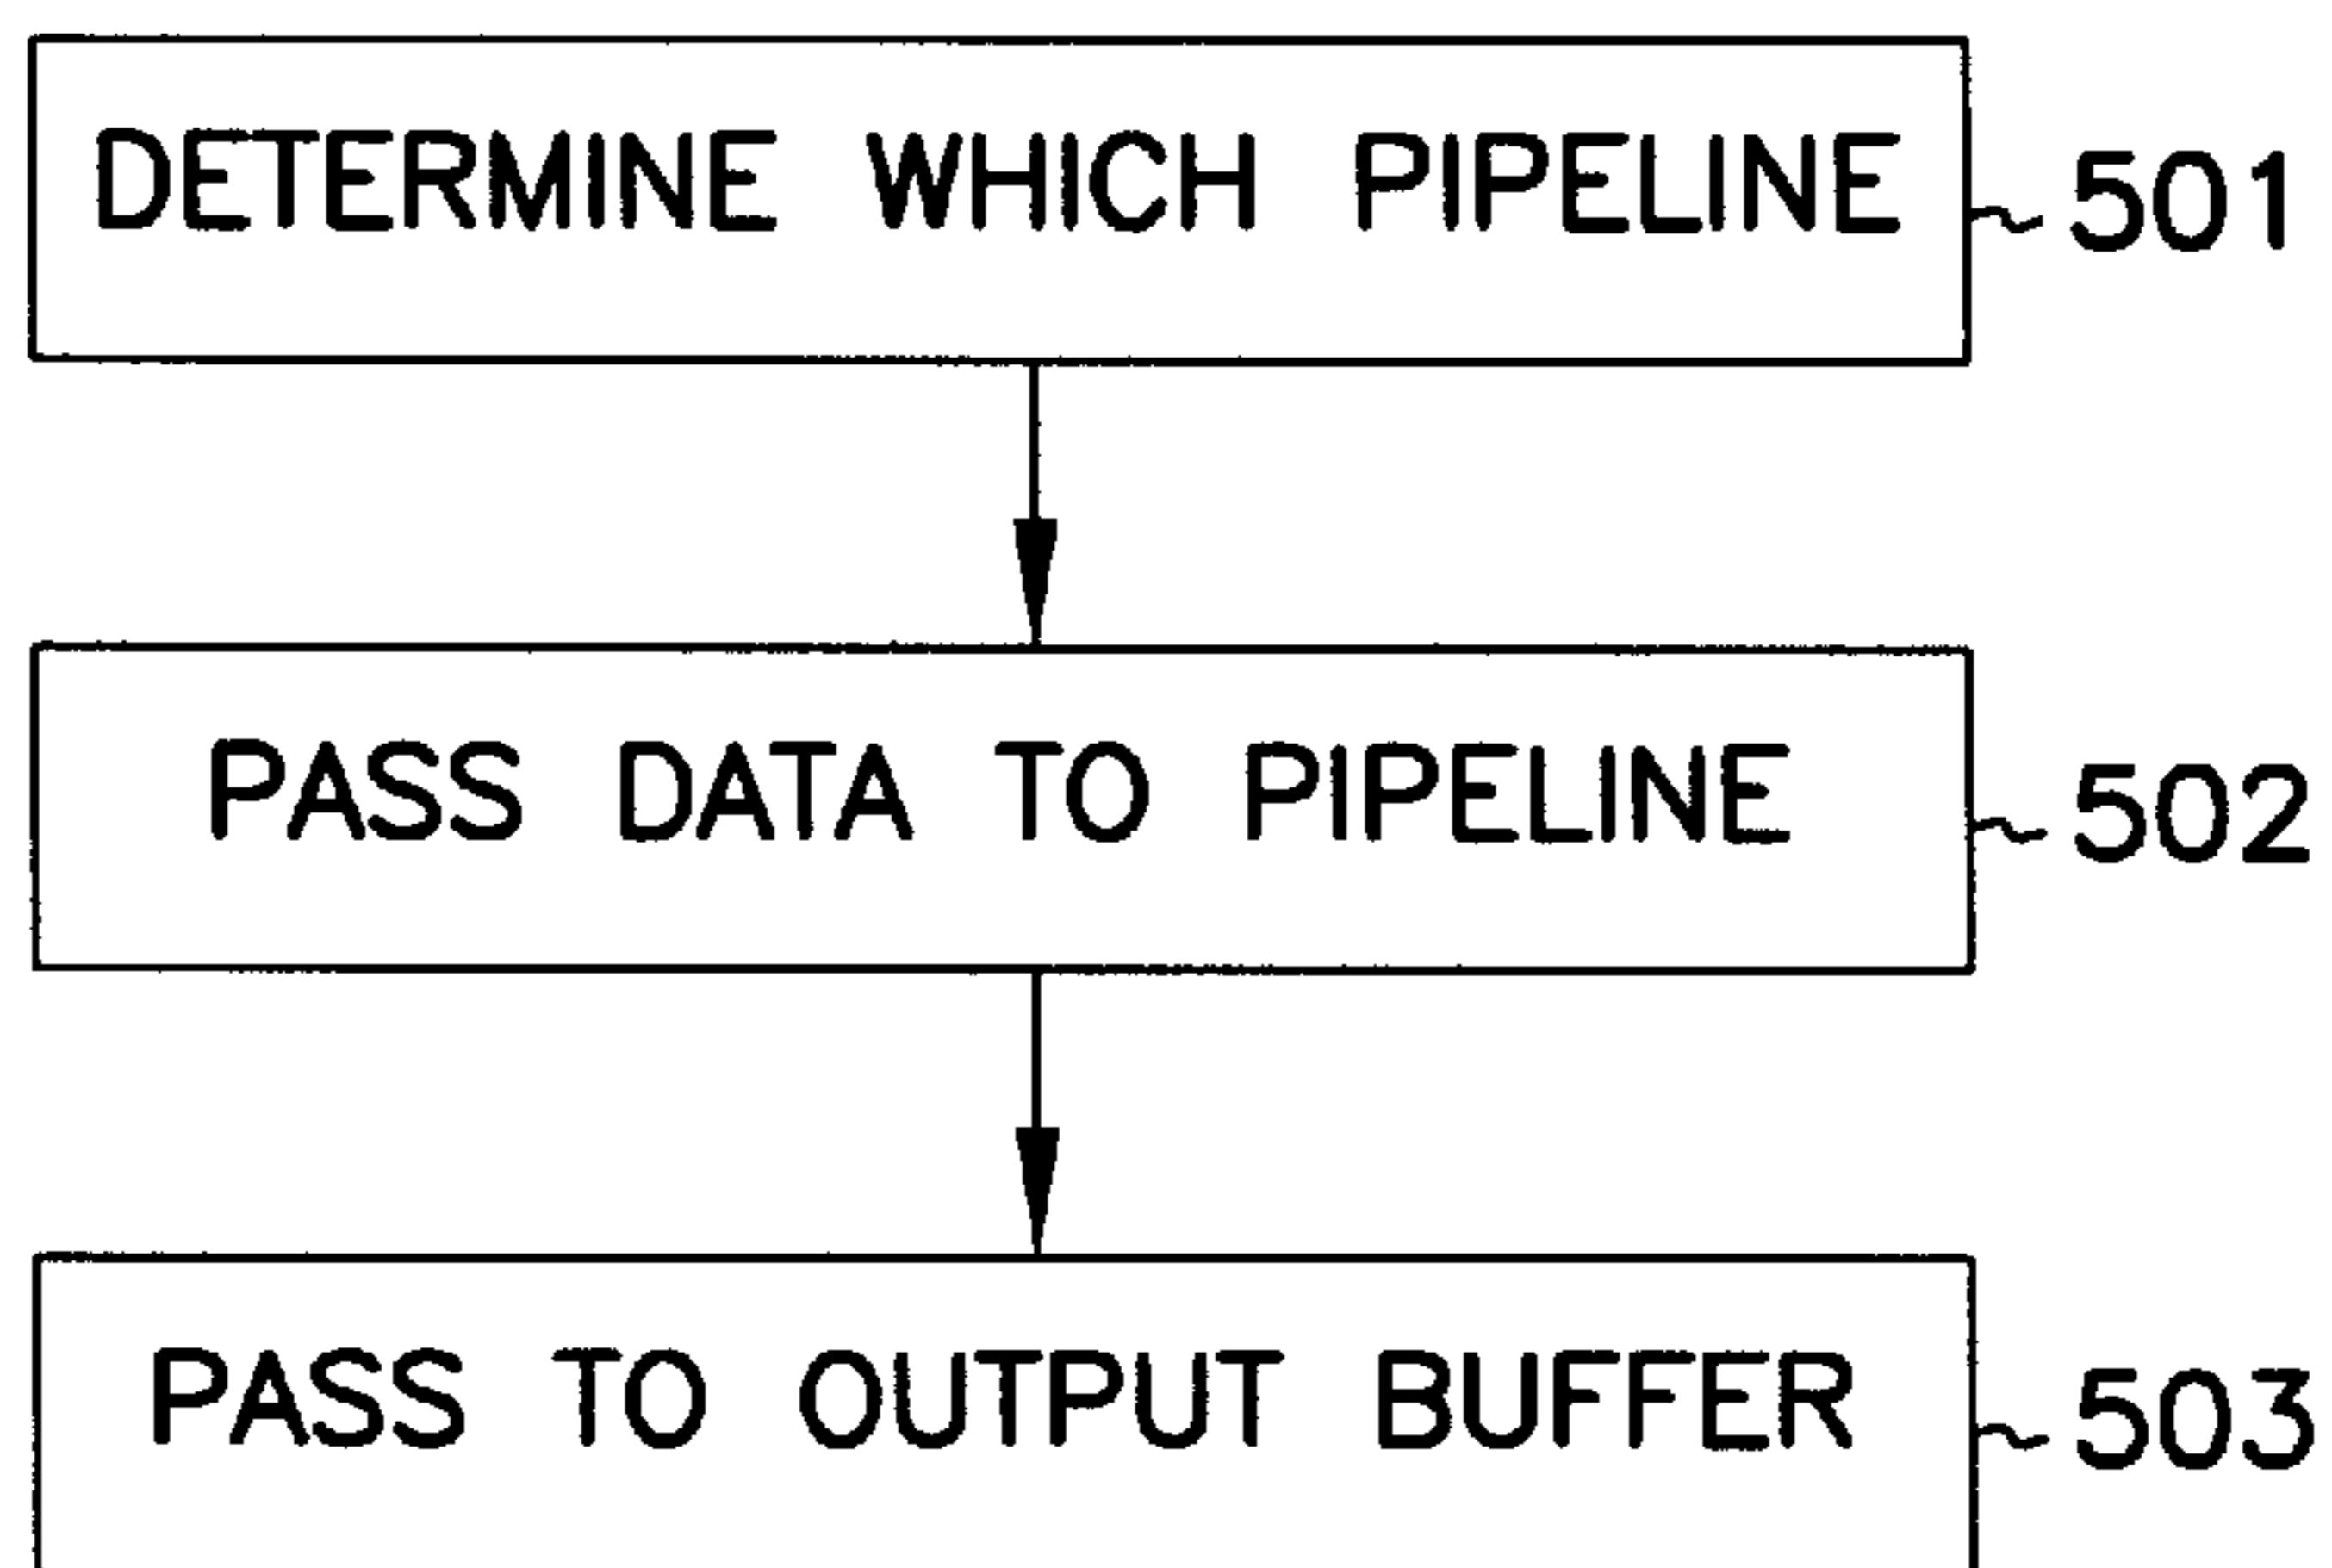 DETERMINE WHICH PIPELINE
501
PASS DATA TO PIPELINE
502
PASS TO OUTPUT BUFFER
503